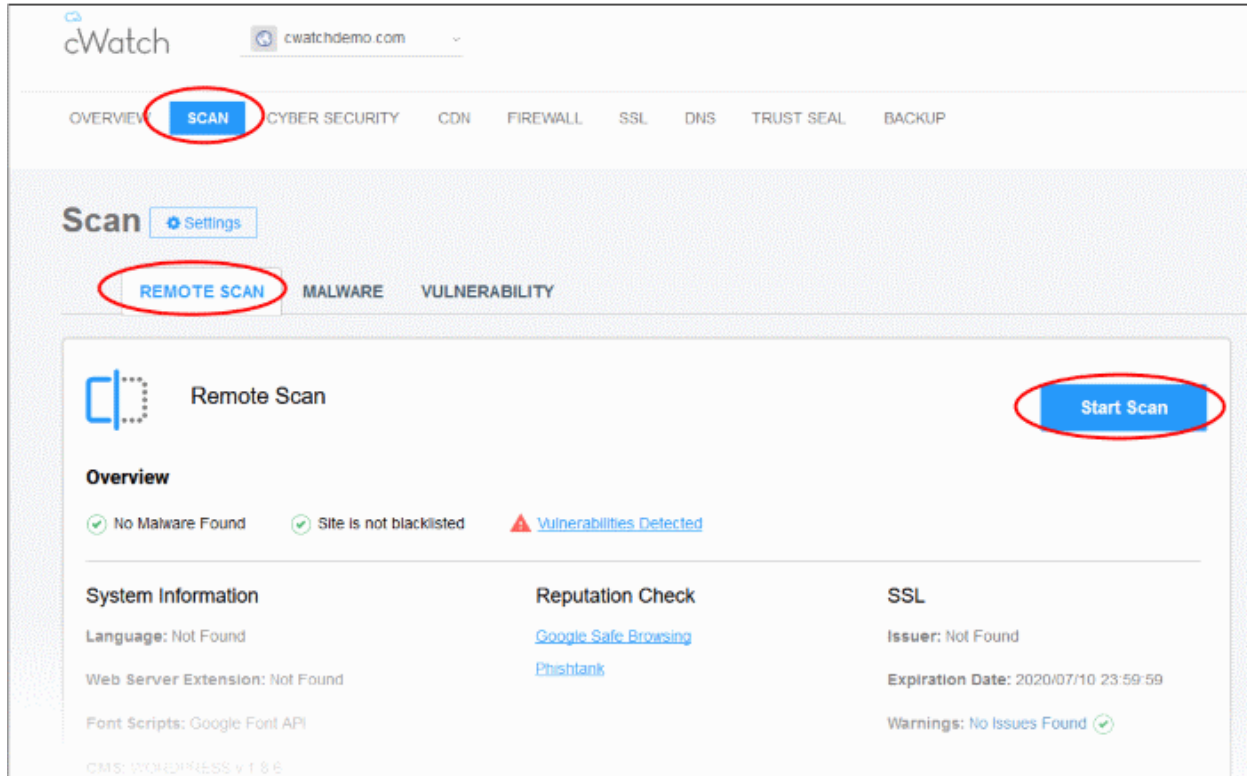 cWatch
cwatchdemo.com
OVERVIEW SCAN CYBER SECURITY CDN FIREWALL SSL DNS TRUST SEAL BACKUP
Scan Settings
REMOTE SCAN MALWARE VULNERABILITY
Remote Scan
Start Scan
Overview
No Malware Found Site is not blacklisted Vulnerabilities Detected
System Information Reputation Check SSL
Language: Not Found Google Safe Browsing Issuer: Not Found
Web Server Extension: Not Found Phishtank Expiration Date: 2020/07/10 23:59:59
Font Scripts: Google Font API Warnings: No Issues Found
CMS: WORDPRESS